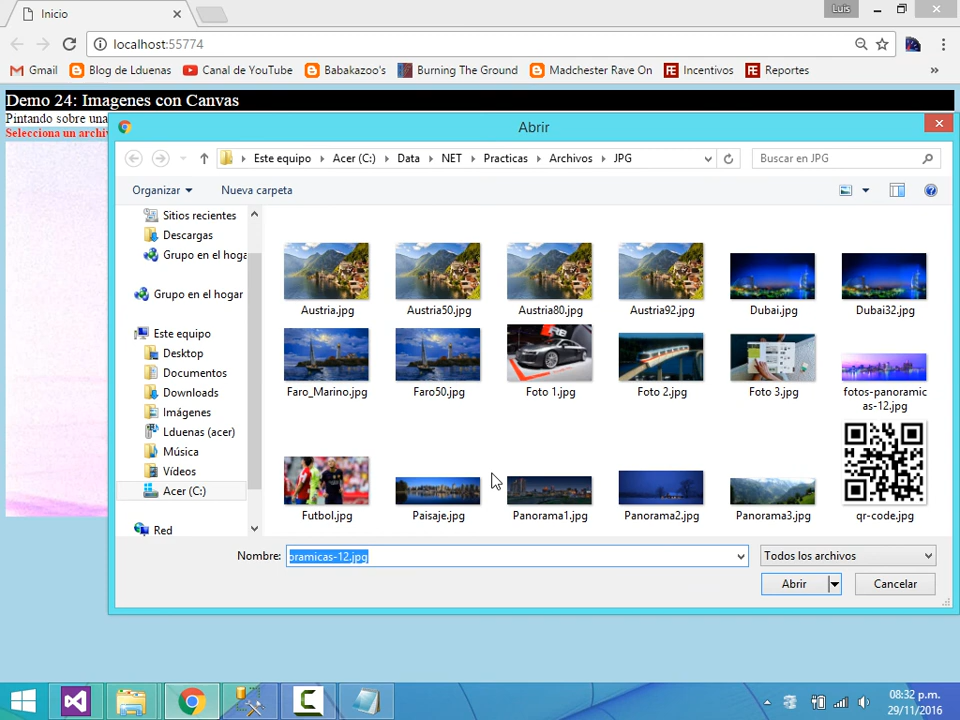 Inicio
Luis
localhost:55774
Gmail
Blog de Lduenas
Canal de YouTube
Babakazoo's
Burning The Ground
Madchester Rave On
Incentivos
Reportes
»
Demo 24: Imagenes con Canvas
Pintando sobre una
Selecciona un archiv
Abrir
Este equipo
Acer (C:)
Data
NET
Practicas
Archivos
JPG
Buscar en JPG
Organizar
Nueva carpeta
Sitios recientes
Descargas
Grupo en el hoga
Grupo en el hogar
Este equipo
Desktop
Documentos
Downloads
Imágenes
Lduenas (acer)
Música
Vídeos
Acer (C:)
Red
Austria.jpg
Austria50.jpg
Austria80.jpg
Austria92.jpg
Dubai.jpg
Dubai32.jpg
Faro_Marino.jpg
Faro50.jpg
Foto 1.jpg
Foto 2.jpg
Foto 3.jpg
fotos-panoramic
as-12.jpg
Futbol.jpg
Paisaje.jpg
Panorama1.jpg
Panorama2.jpg
Panorama3.jpg
qr-code.jpg
Nombre:
oramicas-12.jpg
Todos los archivos
Abrir
Cancelar
08:32 p.m.
29/11/2016